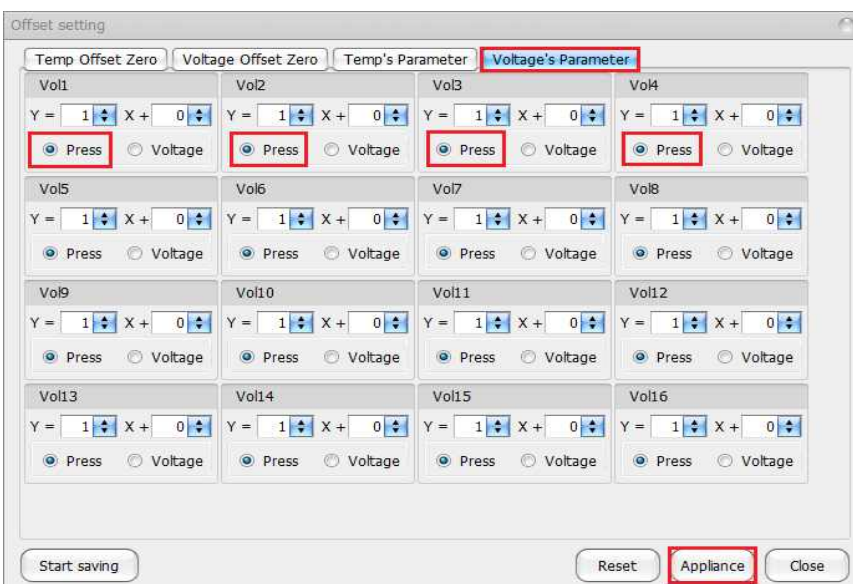 Offset setting
Temp Offset Zero Voltage Offset Zero Temp's Parameter Voltage's Parameter
Vol1 Vol2 Vol3 Vol4
Y = 1 X + 0 Y = 1 X + 0 Y = 1 X + 0 Y = 1 X + 0
Press Voltage Press Voltage Press Voltage Press Voltage
Vol5 Vol6 Vol7 Vol8
Y = 1 X + 0 Y = 1 X + 0 Y = 1 X + 0 Y = 1 X + 0
Press Voltage Press Voltage Press Voltage Press Voltage
Vol9 Vol10 Vol11 Vol12
Y = 1 X + 0 Y = 1 X + 0 Y = 1 X + 0 Y = 1 X + 0
Press Voltage Press Voltage Press Voltage Press Voltage
Vol13 Vol14 Vol15 Vol16
Y = 1 X + 0 Y = 1 X + 0 Y = 1 X + 0 Y = 1 X + 0
Press Voltage Press Voltage Press Voltage Press Voltage
Start saving Reset Appliance Close